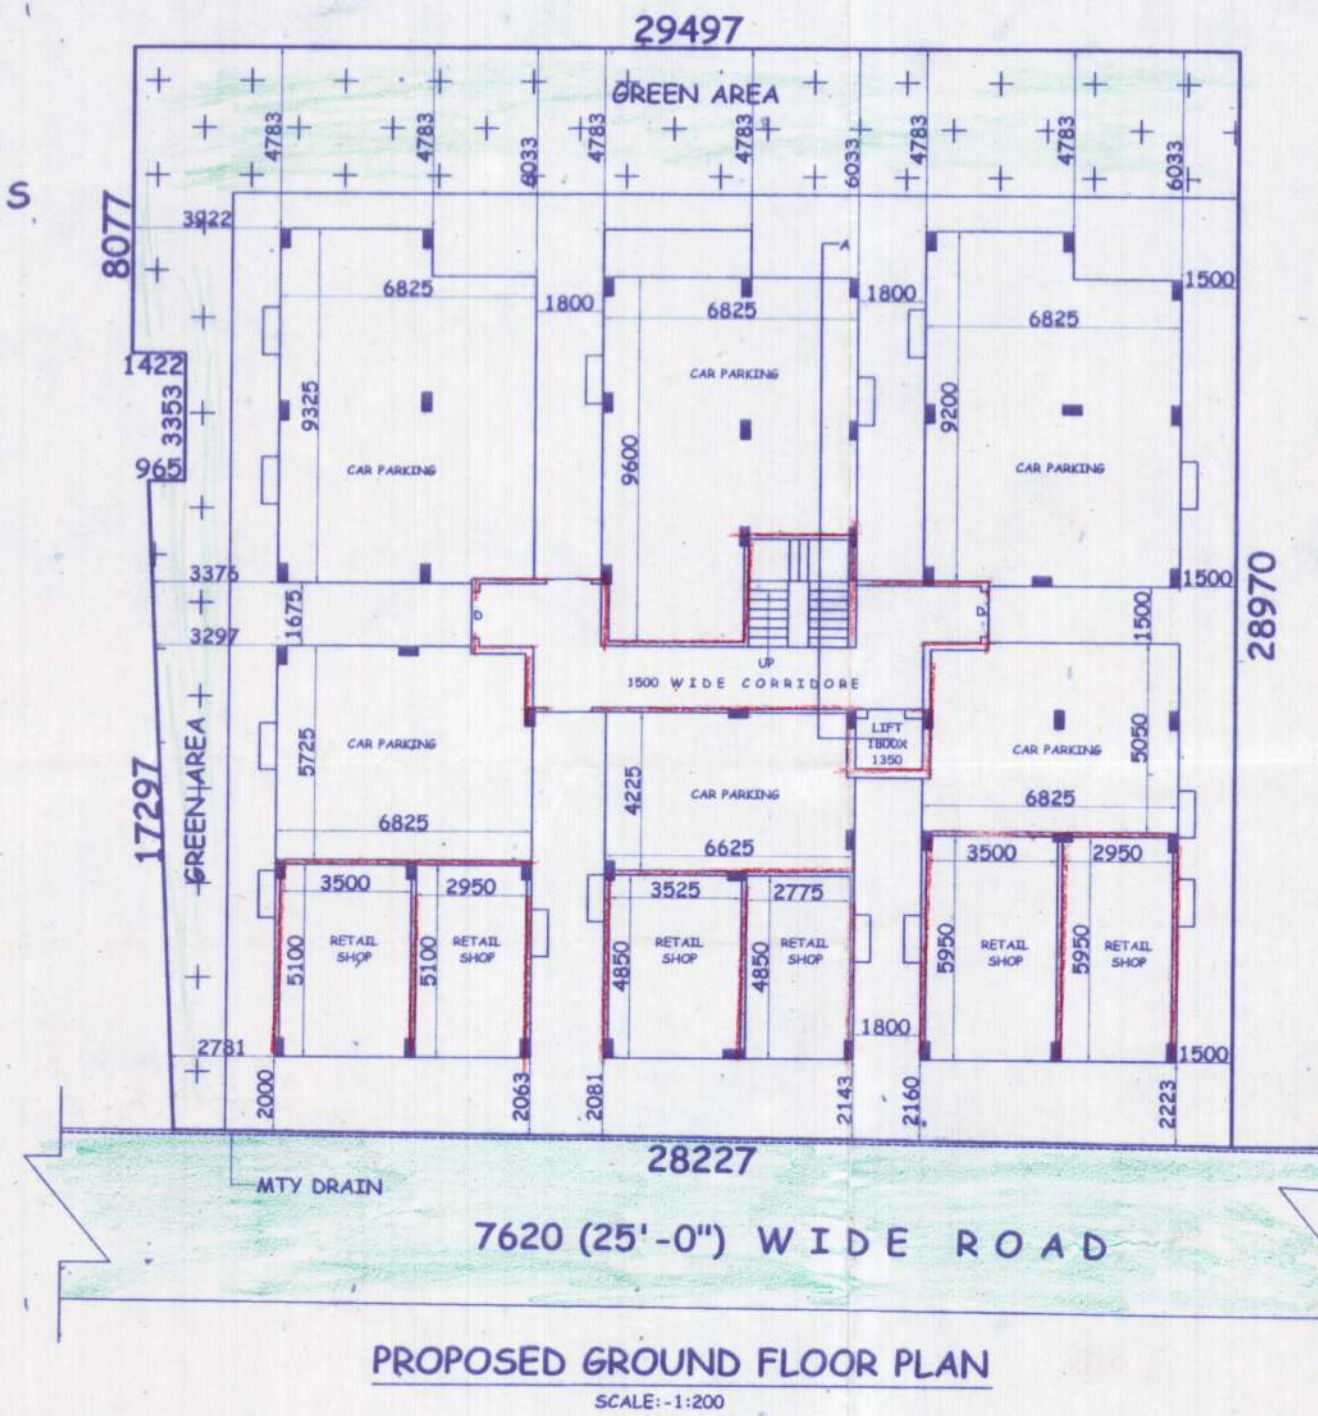 29497
GREEN AREA
4783
4783
6033
4783
4783
6033
4783
4783
6033
S
8077
3922
A
6825
1800
6825
1800
6825
1500
1422
3353
965
9325
CAR PARKING
9600
CAR PARKING
9200
CAR PARKING
3376
1675
3297
D
D
1500
1500
28970
UP
1500 WIDE CORRIDORE
LIFT
1800X
1350
17297
GREEN AREA
5725
CAR PARKING
4225
CAR PARKING
CAR PARKING
5050
6825
6625
6825
3500
2950
3525
2775
3500
2950
5100
RETAIL
SHOP
5100
RETAIL
SHOP
4850
RETAIL
SHOP
4850
RETAIL
SHOP
5950
RETAIL
SHOP
5950
RETAIL
SHOP
2781
1800
1500
2000
2063
2081
2143
2160
2223
28227
MTY DRAIN
7620 (25'-0") WIDE ROAD
PROPOSED GROUND FLOOR PLAN
SCALE:-1:200